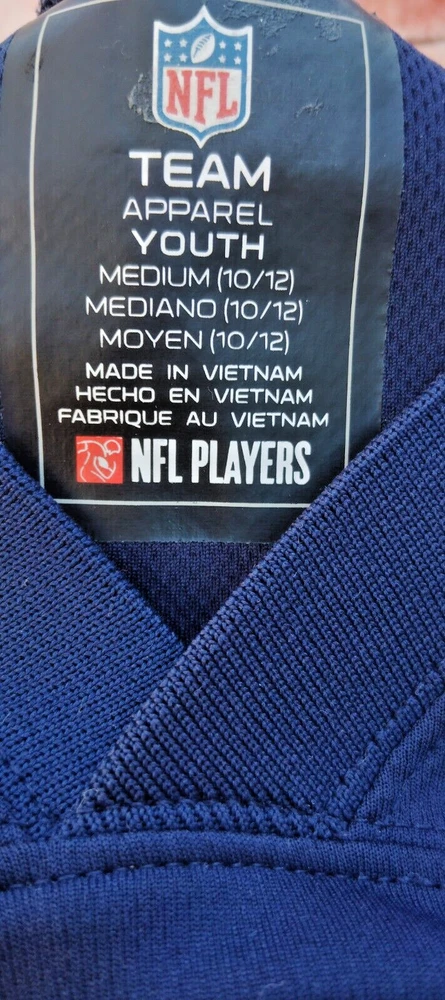 NFL
TEAM
APPAREL
YOUTH
MEDIUM (10/12)
MEDIANO (10/12)
MOYEN (10/12)
MADE IN VIETNAM
HECHO EN VIETNAM
FABRIQUE AU VIETNAM
NFL PLAYERS